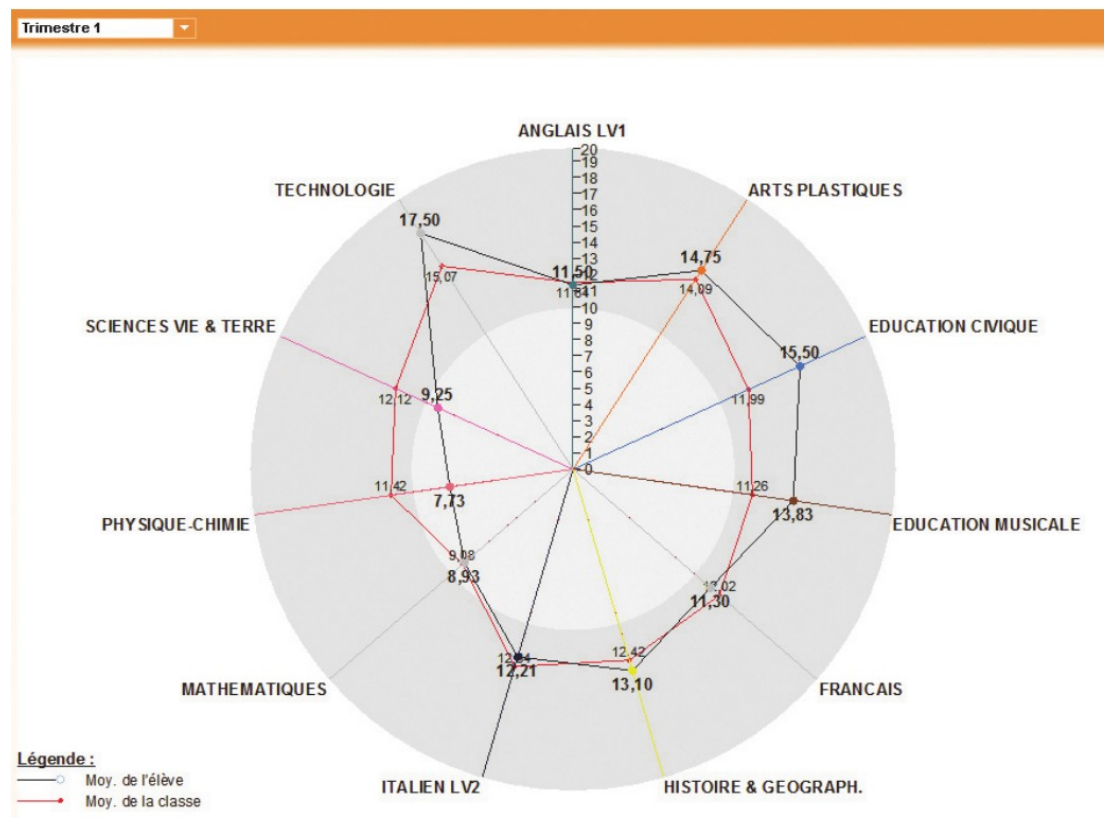 Trimestre 1
ANGLAIS LV1
TECHNOLOGIE
ARTS PLASTIQUES
20
19
18
17
16
15
14
13
12
11
10
9
8
7
6
5
4
3
2
1
0
17,50
15,07
11,50
14,75
14,09
SCIENCES VIE & TERRE
EDUCATION CIVIQUE
15,50
9,25
12,12
11,99
11,42
7,73
11,26
13,83
PHYSIQUE-CHIMIE
EDUCATION MUSICALE
9,08
8,93
11,30
12,42
12,21
13,10
MATHEMATIQUES
FRANCAIS
ITALIEN LV2
HISTOIRE & GEOGRAPH.
Légende :
Moy. de l'élève
Moy. de la classe